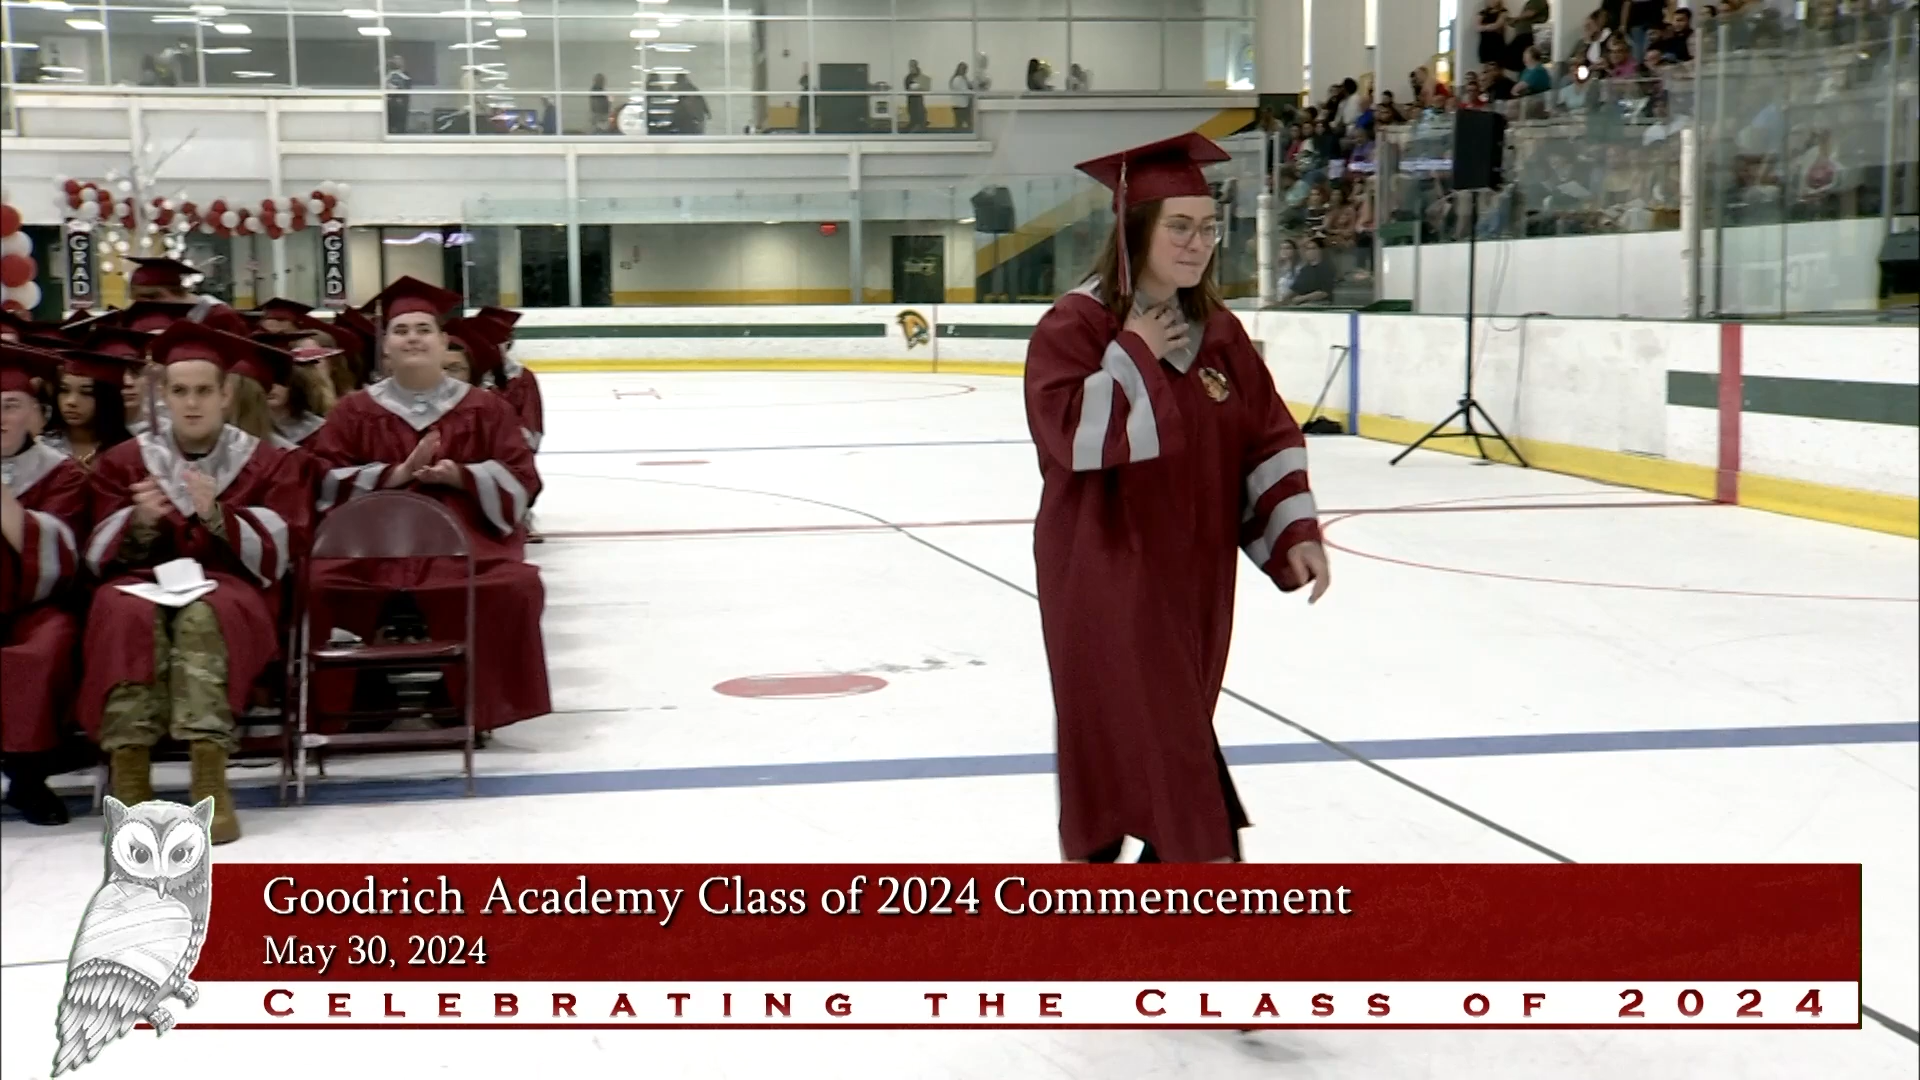 GRAD
GRAD
Goodrich Academy Class of 2024 Commencement
May 30, 2024
CELEBRATING THE CLASS OF 2024